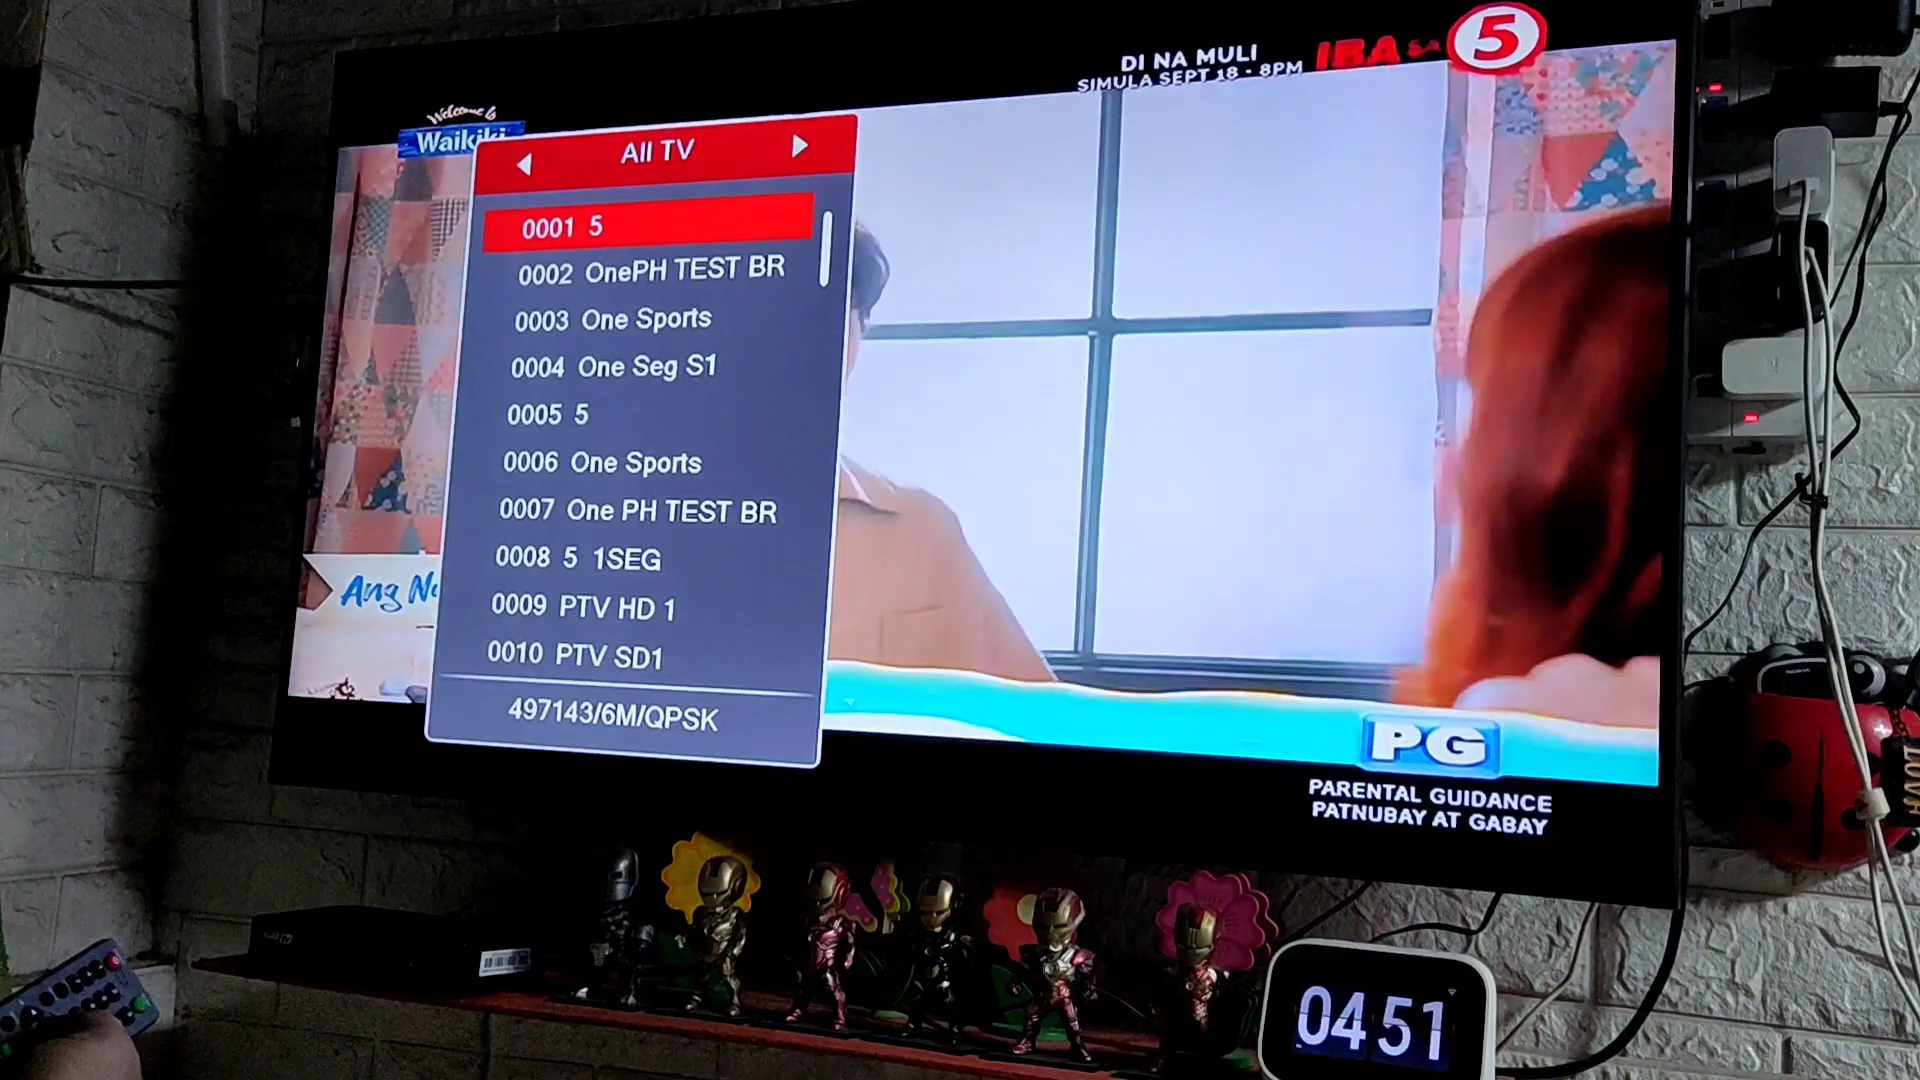 DI NA MULI
SIMULA SEPT 18 - 8PM
IBA SA 5
Welcome to
Waikiki
All TV
0001 5
0002 OnePH TEST BR
0003 One Sports
0004 One Seg S1
0005 5
0006 One Sports
0007 One PH TEST BR
0008 5 1SEG
0009 PTV HD 1
0010 PTV SD1
497143/6M/QPSK
Ang
PG
PARENTAL GUIDANCE
PATNUBAY AT GABAY
NOKIA
04 51